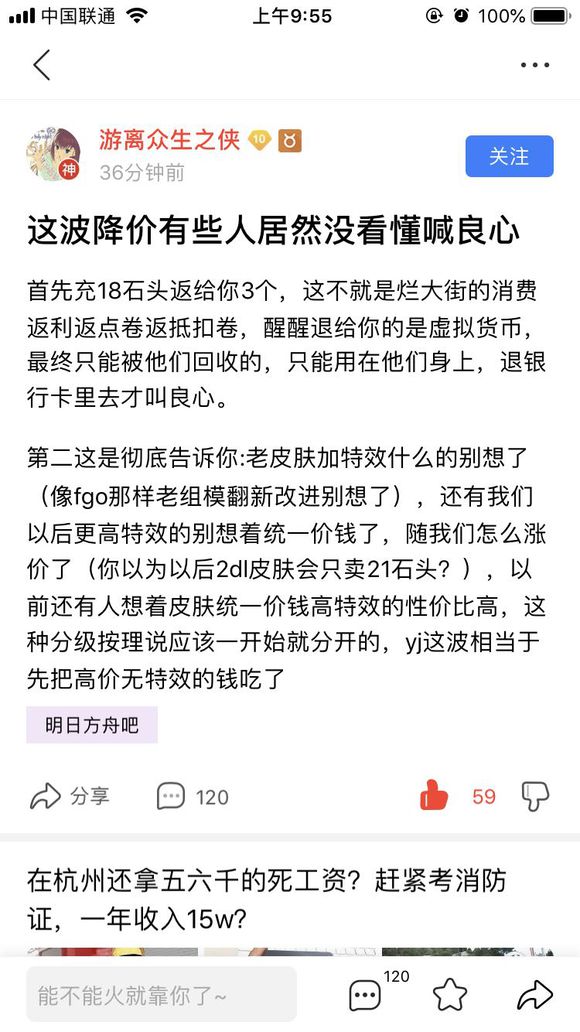 中国联通
上午9:55
100%
游离众生之侠
10
神
36分钟前
关注
这波降价有些人居然没看懂喊良心
首先充18石头返给你3个，这不就是烂大街的消费
返利返点卷返抵扣卷，醒醒退给你的是虚拟货币，
最终只能被他们回收的，只能用在他们身上，退银
行卡里去才叫良心。
第二这是彻底告诉你:老皮肤加特效什么的别想了
（像fgo那样老组模翻新改进别想了），还有我们
以后更高特效的别想着统一价钱了，随我们怎么涨
价了（你以为以后2dl皮肤会只卖21石头？），以
前还有人想着皮肤统一价钱高特效的性价比高，这
种分级按理说应该一开始就分开的，yj这波相当于
先把高价无特效的钱吃了
明日方舟吧
分享
120
59
在杭州还拿五六千的死工资？赶紧考消防
证，一年收入15w?
能不能火就靠你了~
120